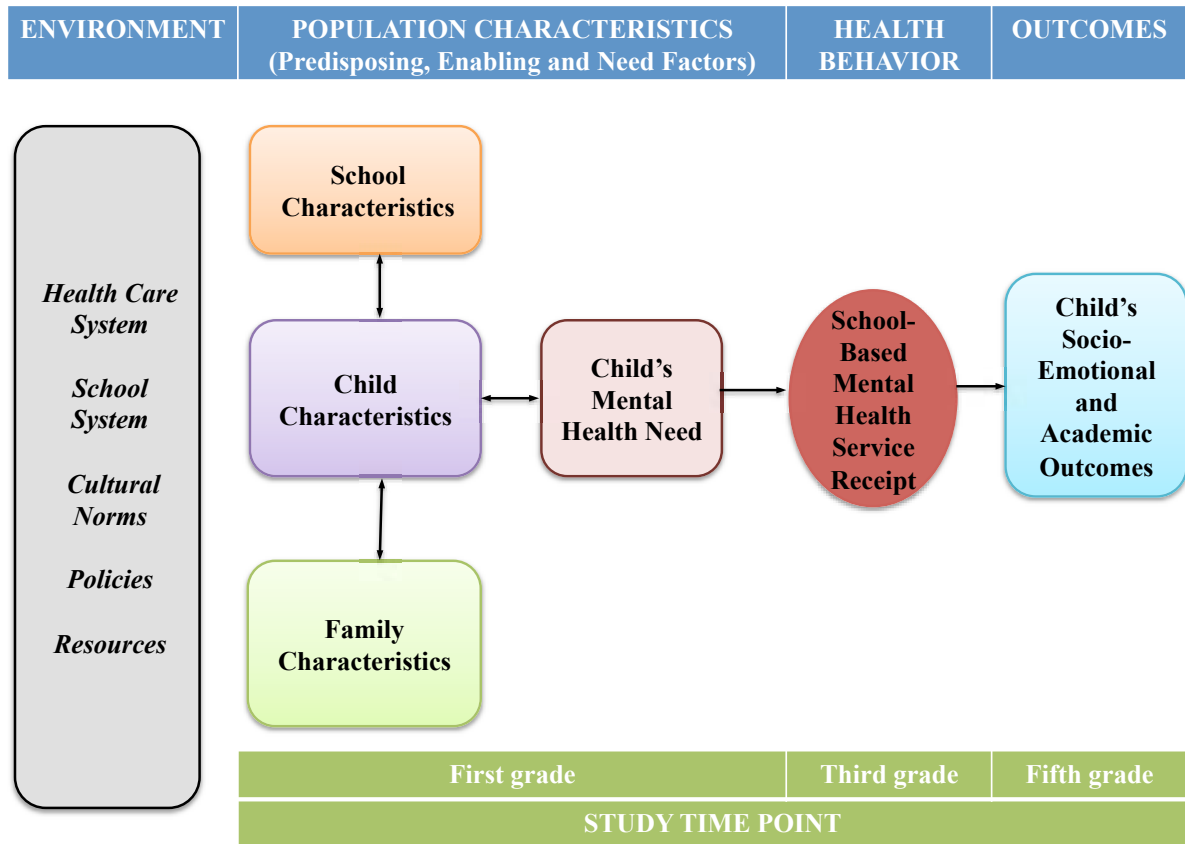 ENVIRONMENT
POPULATION CHARACTERISTICS
(Predisposing, Enabling and Need Factors)
HEALTH
BEHAVIOR
OUTCOMES
Health Care
System
School
System
Cultural
Norms
Policies
Resources
School
Characteristics
Child
Characteristics
Family
Characteristics
Child’s
Mental
Health Need
School-
Based
Mental
Health
Service
Receipt
Child’s
Socio-
Emotional
and
Academic
Outcomes
First grade
Third grade
Fifth grade
STUDY TIME POINT